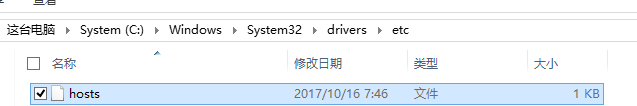 查看
这台电脑 › System (C:) › Windows › System32 › drivers › etc
名称 修改日期 类型 大小
hosts 2017/10/16 7:46 文件 1 KB